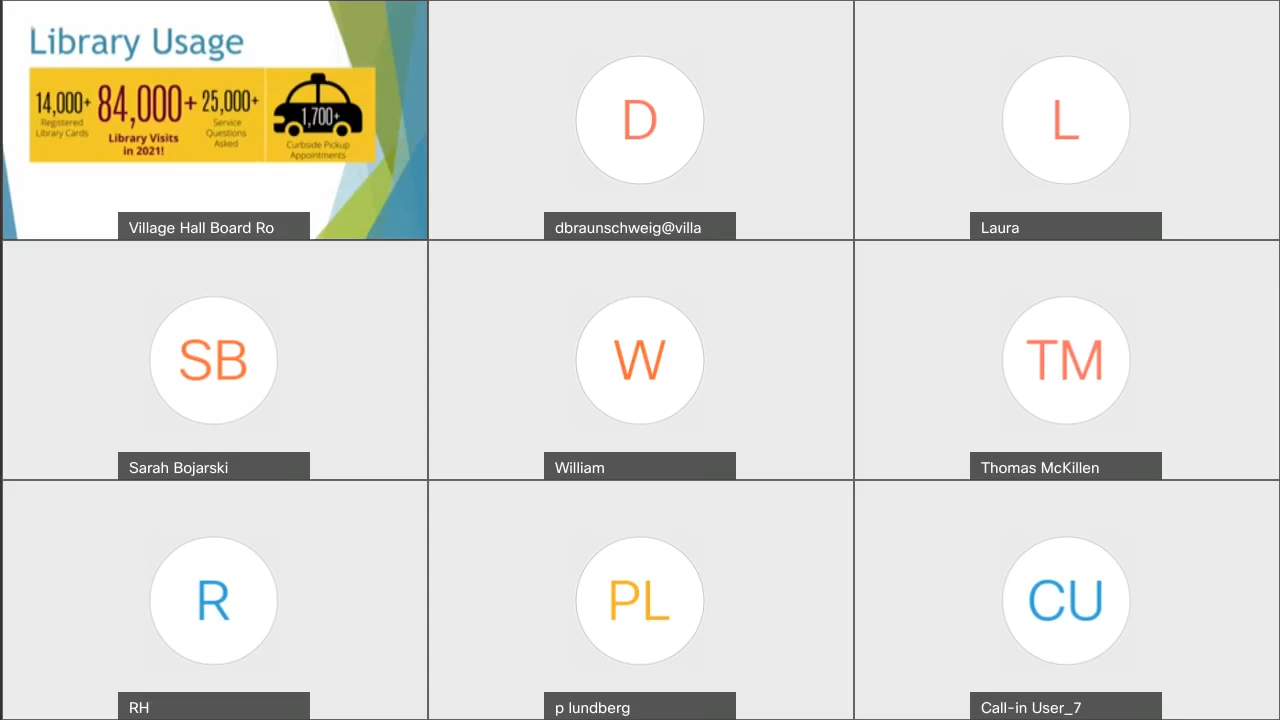 Library Usage
14,000+
Registered
Library Cards
84,000+
Library Visits
in 2021!
25,000+
Service
Questions
Asked
1,700+
Curbside Pickup
Appointments
Village Hall Board Ro
D
dbraunschweig@villa
L
Laura
SB
Sarah Bojarski
W
William
TM
Thomas McKillen
R
RH
PL
p lundberg
CU
Call-in User_7